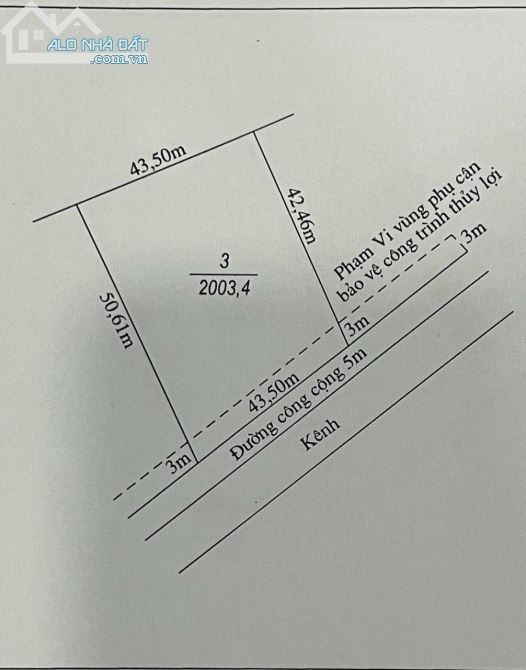 ALO NHÀ ĐẤT
.com.vn
43,50m
42,46m
Phạm Vi vùng phụ cận
bảo vệ công trình thủy lợi
3m
3
2003,4
50,61m
3m
43,50m
3m
Đường công cộng 5m
Kênh